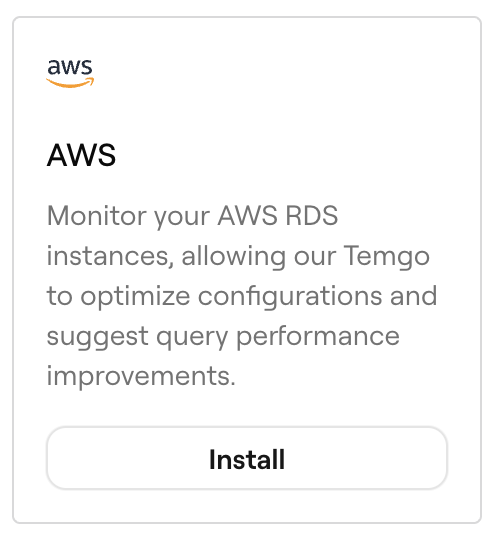 aws
AWS
Monitor your AWS RDS
instances, allowing our Temgo
to optimize configurations and
suggest query performance
improvements.
Install